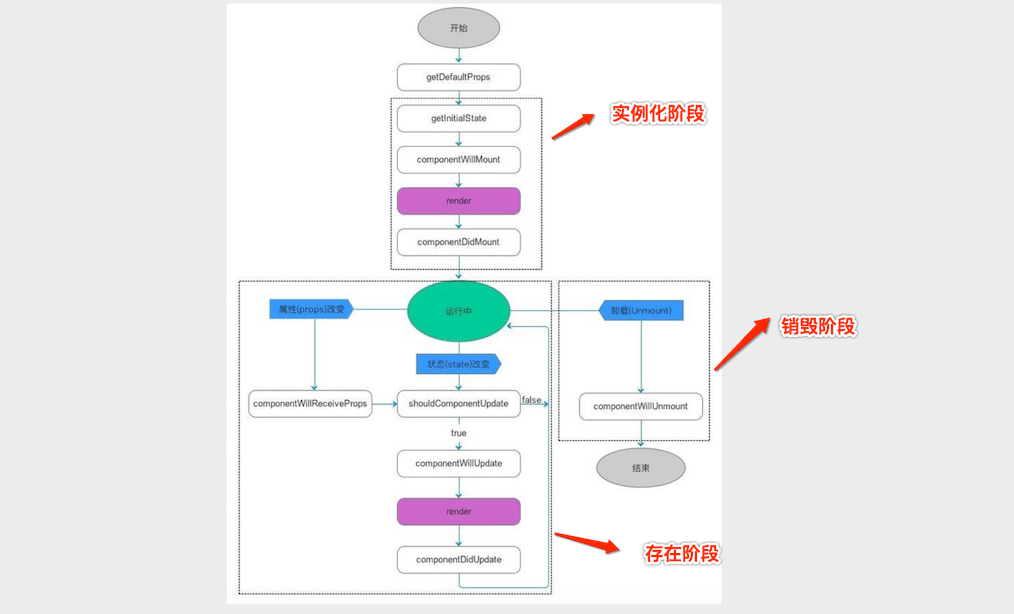 开始
getDefaultProps
getInitialState
实例化阶段
componentWillMount
render
componentDidMount
属性(props)改变
运行中
卸载(Unmount)
销毁阶段
状态(state)改变
componentWillReceiveProps
shouldComponentUpdate
false
componentWillUnmount
true
componentWillUpdate
结束
render
存在阶段
componentDidUpdate